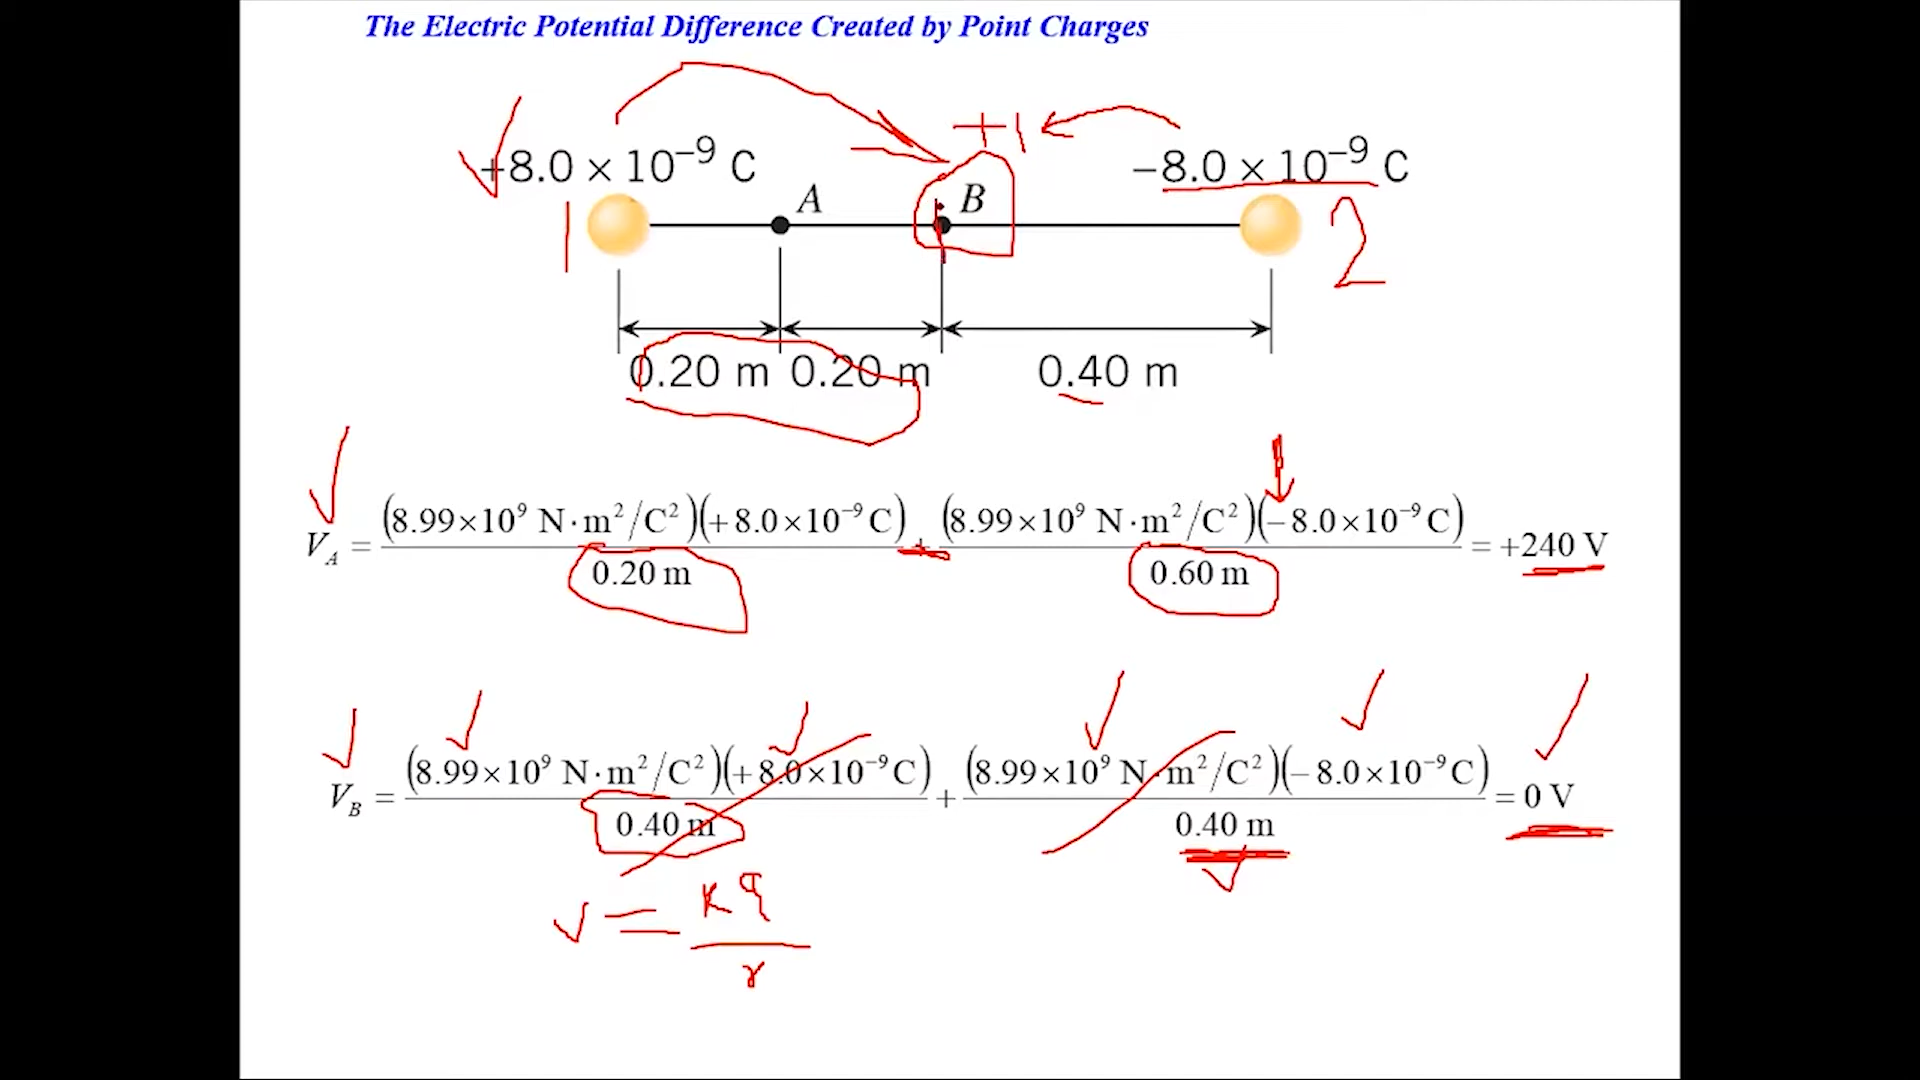 The Electric Potential Difference Created by Point Charges
+1
+8.0 × 10⁻⁹ C
−8.0 × 10⁻⁹ C
A
B
1
2
0.20 m 0.20 m 0.40 m
V_A = (8.99×10⁹ N·m²/C²)(+8.0×10⁻⁹ C) / 0.20 m + (8.99×10⁹ N·m²/C²)(−8.0×10⁻⁹ C) / 0.60 m = +240 V
V_B = (8.99×10⁹ N·m²/C²)(+8.0×10⁻⁹ C) / 0.40 m + (8.99×10⁹ N·m²/C²)(−8.0×10⁻⁹ C) / 0.40 m = 0 V
V = Kq / r